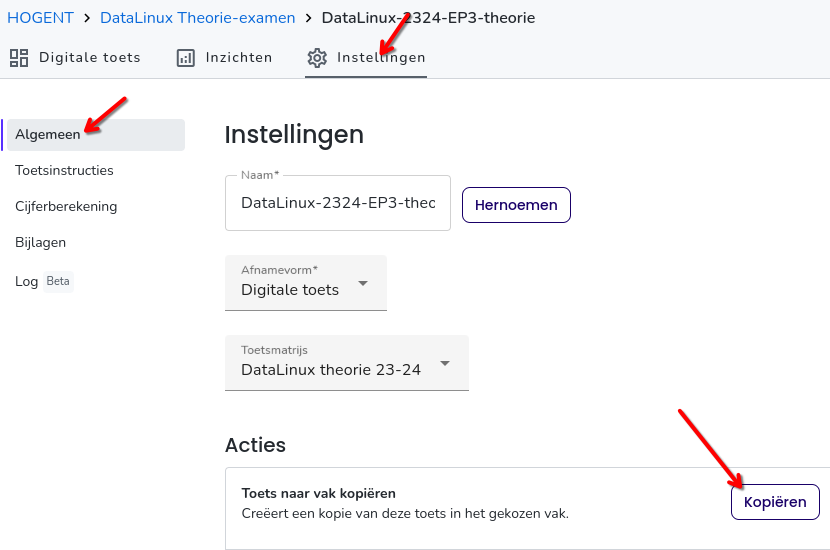 HOGENT > DataLinux Theorie-examen > DataLinux-2324-EP3-theorie
Digitale toets Inzichten Instellingen
Algemeen
Toetsinstructies
Cijferberekening
Bijlagen
Log Beta
Instellingen
Naam*
DataLinux-2324-EP3-theo
Hernoemen
Afnamevorm*
Digitale toets
Toetsmatrijs
DataLinux theorie 23-24
Acties
Toets naar vak kopiëren
Creëert een kopie van deze toets in het gekozen vak.
Kopiëren